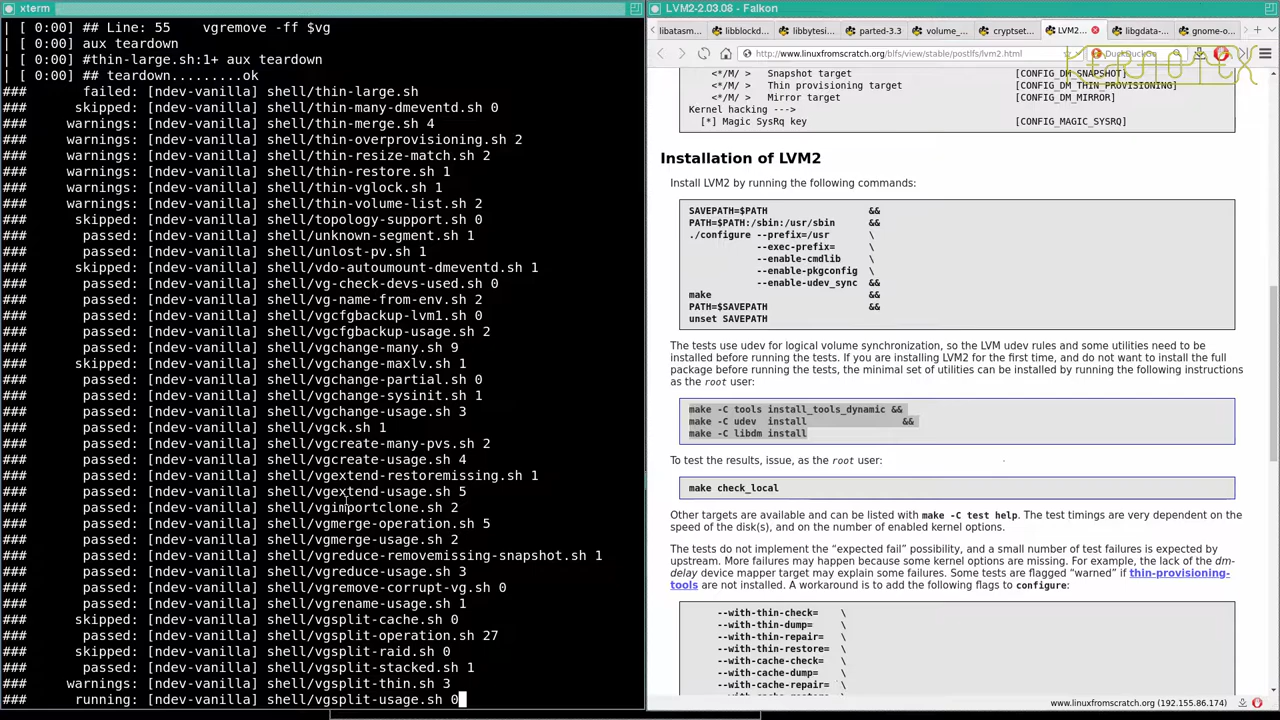 xterm
| [ 0:00] ## Line: 55    vgremove -ff $vg
| [ 0:00] aux teardown
| [ 0:00] #thin-large.sh:1+ aux teardown
| [ 0:00] ## teardown.........ok
###       failed: [ndev-vanilla] shell/thin-large.sh
###      skipped: [ndev-vanilla] shell/thin-many-dmeventd.sh 0
###     warnings: [ndev-vanilla] shell/thin-merge.sh 4
###     warnings: [ndev-vanilla] shell/thin-overprovisioning.sh 2
###     warnings: [ndev-vanilla] shell/thin-resize-match.sh 2
###     warnings: [ndev-vanilla] shell/thin-restore.sh 1
###     warnings: [ndev-vanilla] shell/thin-vglock.sh 1
###     warnings: [ndev-vanilla] shell/thin-volume-list.sh 2
###      skipped: [ndev-vanilla] shell/topology-support.sh 0
###       passed: [ndev-vanilla] shell/unknown-segment.sh 1
###       passed: [ndev-vanilla] shell/unlost-pv.sh 1
###      skipped: [ndev-vanilla] shell/vdo-autoumount-dmeventd.sh 1
###       passed: [ndev-vanilla] shell/vg-check-devs-used.sh 0
###       passed: [ndev-vanilla] shell/vg-name-from-env.sh 2
###       passed: [ndev-vanilla] shell/vgcfgbackup-lvm1.sh 0
###       passed: [ndev-vanilla] shell/vgcfgbackup-usage.sh 2
###       passed: [ndev-vanilla] shell/vgchange-many.sh 9
###      skipped: [ndev-vanilla] shell/vgchange-maxlv.sh 1
###       passed: [ndev-vanilla] shell/vgchange-partial.sh 0
###       passed: [ndev-vanilla] shell/vgchange-sysinit.sh 1
###       passed: [ndev-vanilla] shell/vgchange-usage.sh 3
###       passed: [ndev-vanilla] shell/vgck.sh 1
###       passed: [ndev-vanilla] shell/vgcreate-many-pvs.sh 2
###       passed: [ndev-vanilla] shell/vgcreate-usage.sh 4
###       passed: [ndev-vanilla] shell/vgextend-restoremissing.sh 1
###       passed: [ndev-vanilla] shell/vgextend-usage.sh 5
###       passed: [ndev-vanilla] shell/vgimportclone.sh 2
###       passed: [ndev-vanilla] shell/vgmerge-operation.sh 5
###       passed: [ndev-vanilla] shell/vgmerge-usage.sh 2
###       passed: [ndev-vanilla] shell/vgreduce-removemissing-snapshot.sh 1
###       passed: [ndev-vanilla] shell/vgreduce-usage.sh 3
###       passed: [ndev-vanilla] shell/vgremove-corrupt-vg.sh 0
###       passed: [ndev-vanilla] shell/vgrename-usage.sh 1
###      skipped: [ndev-vanilla] shell/vgsplit-cache.sh 0
###       passed: [ndev-vanilla] shell/vgsplit-operation.sh 27
###      skipped: [ndev-vanilla] shell/vgsplit-raid.sh 0
###       passed: [ndev-vanilla] shell/vgsplit-stacked.sh 1
###     warnings: [ndev-vanilla] shell/vgsplit-thin.sh 3
###      running: [ndev-vanilla] shell/vgsplit-usage.sh 0
LVM2-2.03.08 - Falkon
libatasm... libblockd... libbytesi... parted-3.3 volume_... cryptset... LVM2... libgdata-... gnome-o...
http://www.linuxfromscratch.org/blfs/view/stable/postlfs/lvm2.html DuckDuckGo
KERNOTEX
<*/M/ >   Snapshot target [CONFIG_DM_SNAPSHOT]
<*/M/ >   Thin provisioning target [CONFIG_DM_THIN_PROVISIONING]
<*/M/ >   Mirror target [CONFIG_DM_MIRROR]
Kernel hacking --->
[*] Magic SysRq key [CONFIG_MAGIC_SYSRQ]
Installation of LVM2
Install LVM2 by running the following commands:
SAVEPATH=$PATH &&
PATH=$PATH:/sbin:/usr/sbin &&
./configure --prefix=/usr \
--exec-prefix= \
--enable-cmdlib \
--enable-pkgconfig \
--enable-udev_sync &&
make &&
PATH=$SAVEPATH &&
unset SAVEPATH
The tests use udev for logical volume synchronization, so the LVM udev rules and some utilities need to be
installed before running the tests. If you are installing LVM2 for the first time, and do not want to install the full
package before running the tests, the minimal set of utilities can be installed by running the following instructions
as the root user:
make -C tools install_tools_dynamic &&
make -C udev  install &&
make -C libdm install
To test the results, issue, as the root user:
make check_local
Other targets are available and can be listed with make -C test help. The test timings are very dependent on the
speed of the disk(s), and on the number of enabled kernel options.
The tests do not implement the “expected fail” possibility, and a small number of test failures is expected by
upstream. More failures may happen because some kernel options are missing. For example, the lack of the dm-
delay device mapper target may explain some failures. Some tests are flagged “warned” if thin-provisioning-
tools are not installed. A workaround is to add the following flags to configure:
--with-thin-check= \
--with-thin-dump= \
--with-thin-repair= \
--with-thin-restore= \
--with-cache-check= \
--with-cache-dump= \
--with-cache-repair= \
www.linuxfromscratch.org (192.155.86.174)